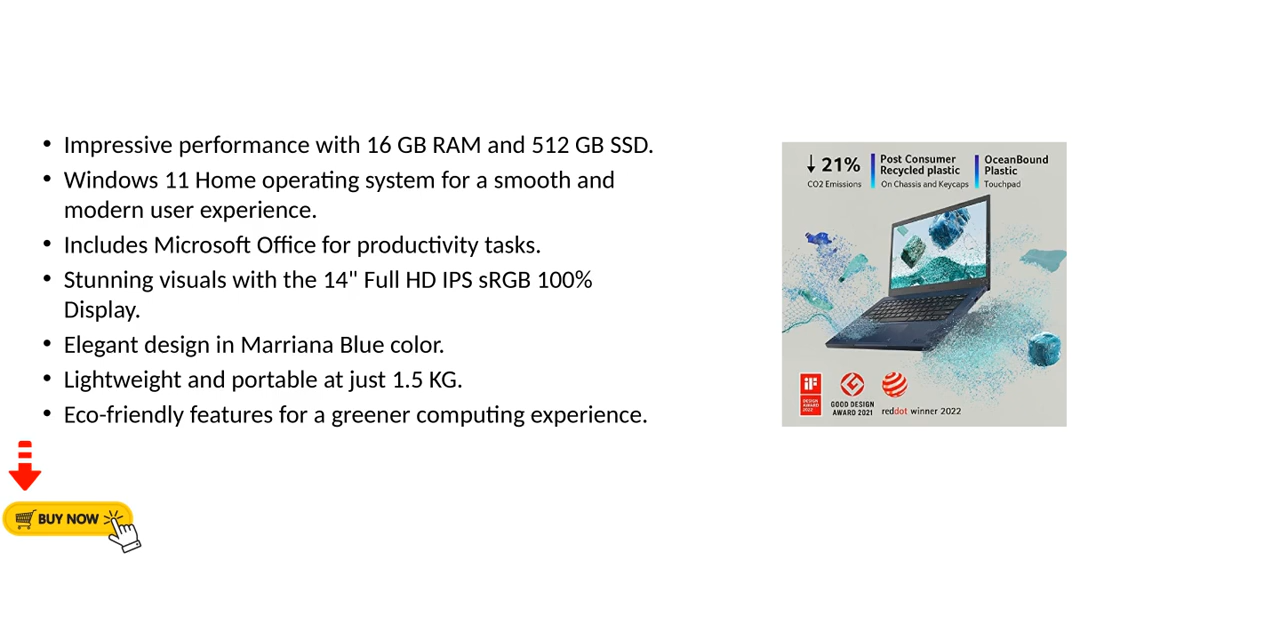 • Impressive performance with 16 GB RAM and 512 GB SSD.
• Windows 11 Home operating system for a smooth and
modern user experience.
• Includes Microsoft Office for productivity tasks.
• Stunning visuals with the 14" Full HD IPS sRGB 100%
Display.
• Elegant design in Marriana Blue color.
• Lightweight and portable at just 1.5 KG.
• Eco-friendly features for a greener computing experience.
BUY NOW
↓ 21%
CO2 Emissions
Post Consumer
Recycled plastic
On Chassis and Keycaps
OceanBound
Plastic
Touchpad
iF
DESIGN
AWARD
2022
GOOD DESIGN
AWARD 2021
reddot winner 2022